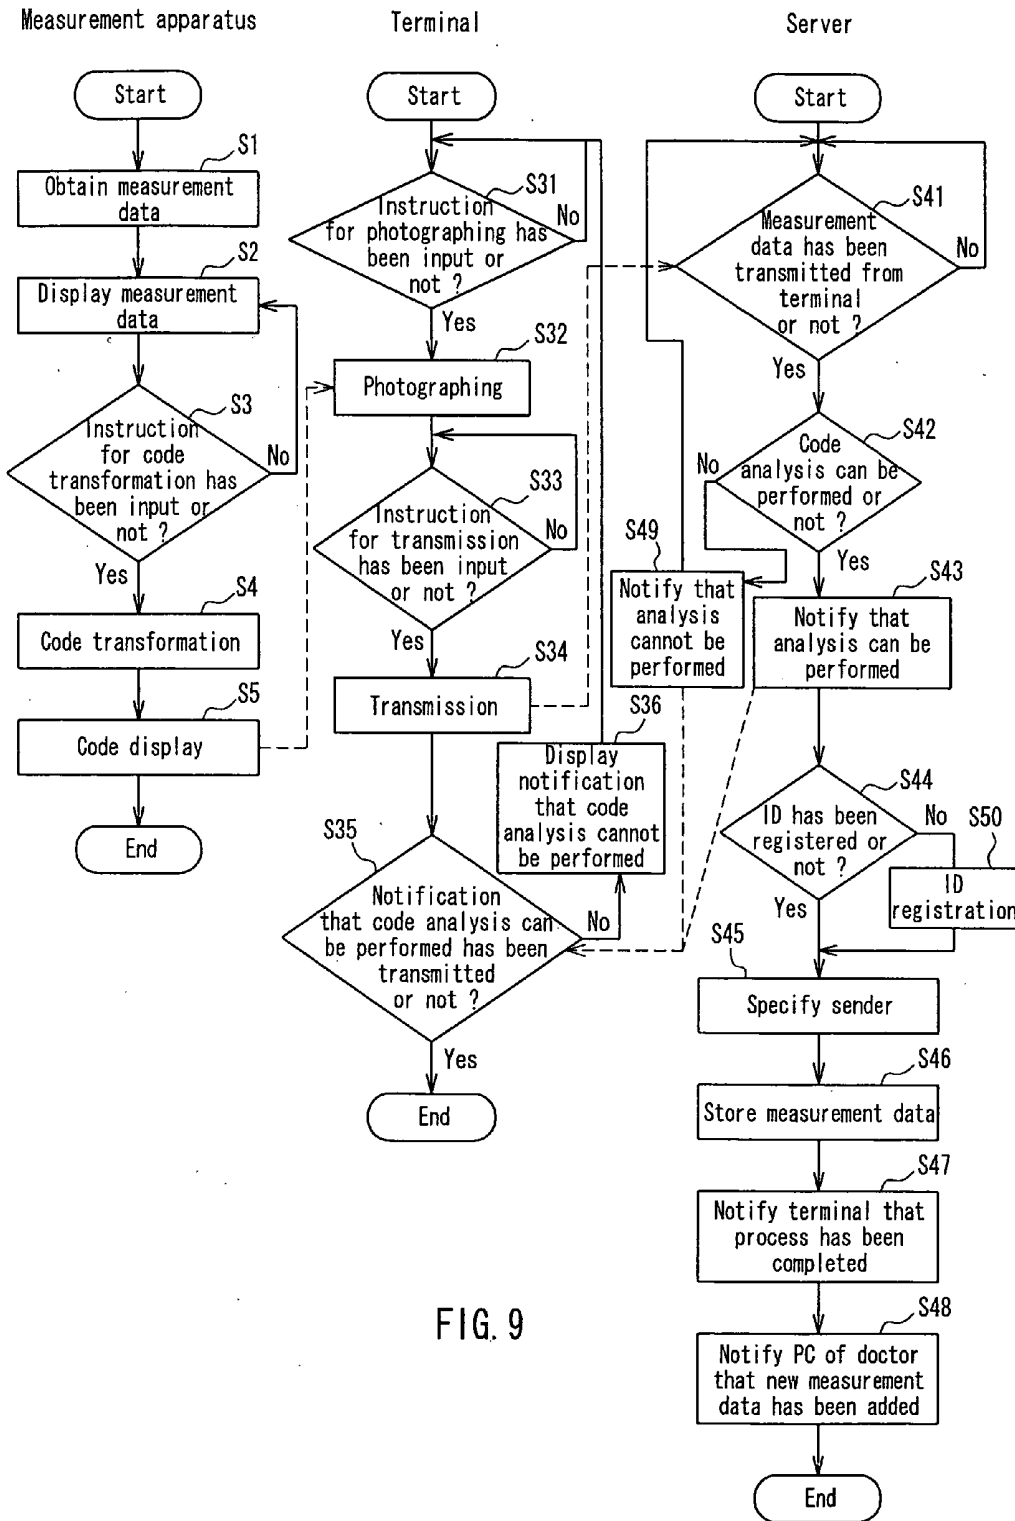 Measurement apparatus
Start
S1
Obtain measurement
data
S2
Display measurement
data
S3
Instruction
for code
transformation has
been input or
not ?
No
Yes
S4
Code transformation
S5
Code display
End
Terminal
Start
S31
Instruction
for photographing has
been input or
not ?
No
Yes
S32
Photographing
S33
Instruction
for transmission
has been input
or not ?
No
Yes
S34
Transmission
S36
Display
notification
that code
analysis cannot
be performed
S35
Notification
that code analysis can
be performed has been
transmitted
or not ?
No
Yes
End
Server
Start
S41
Measurement
data has been
transmitted from
terminal
or not ?
No
Yes
S42
Code
analysis can be
performed or
not ?
No
Yes
S49
Notify that
analysis
cannot be
performed
S43
Notify that
analysis can be
performed
S44
ID has been
registered or
not ?
No
Yes
S50
ID
registration
S45
Specify sender
S46
Store measurement data
S47
Notify terminal that
process has been
completed
S48
Notify PC of doctor
that new measurement
data has been added
End
FIG. 9